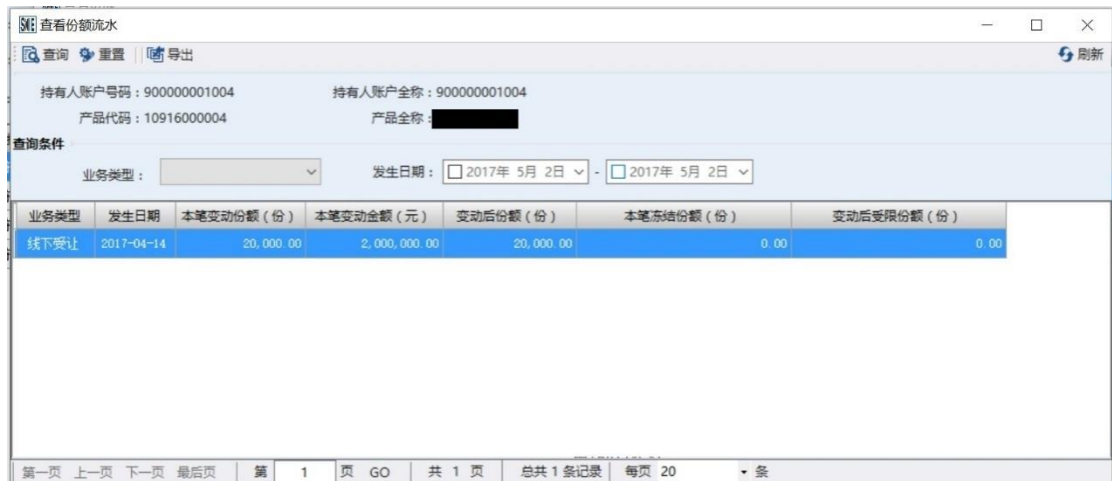 查看份额流水
查询 重置 导出 刷新
持有人账户号码：900000001004 持有人账户全称：900000001004
产品代码：10916000004 产品全称：
查询条件
业务类型： 发生日期： 2017年 5月 2日 - 2017年 5月 2日
业务类型 发生日期 本笔变动份额（份） 本笔变动金额（元） 变动后份额（份） 本笔冻结份额（份） 变动后受限份额（份）
线下受让 2017-04-14 20,000.00 2,000,000.00 20,000.00 0.00 0.00
第一页 上一页 下一页 最后页 第 1 页 GO 共 1 页 总共 1 条记录 每页 20 条